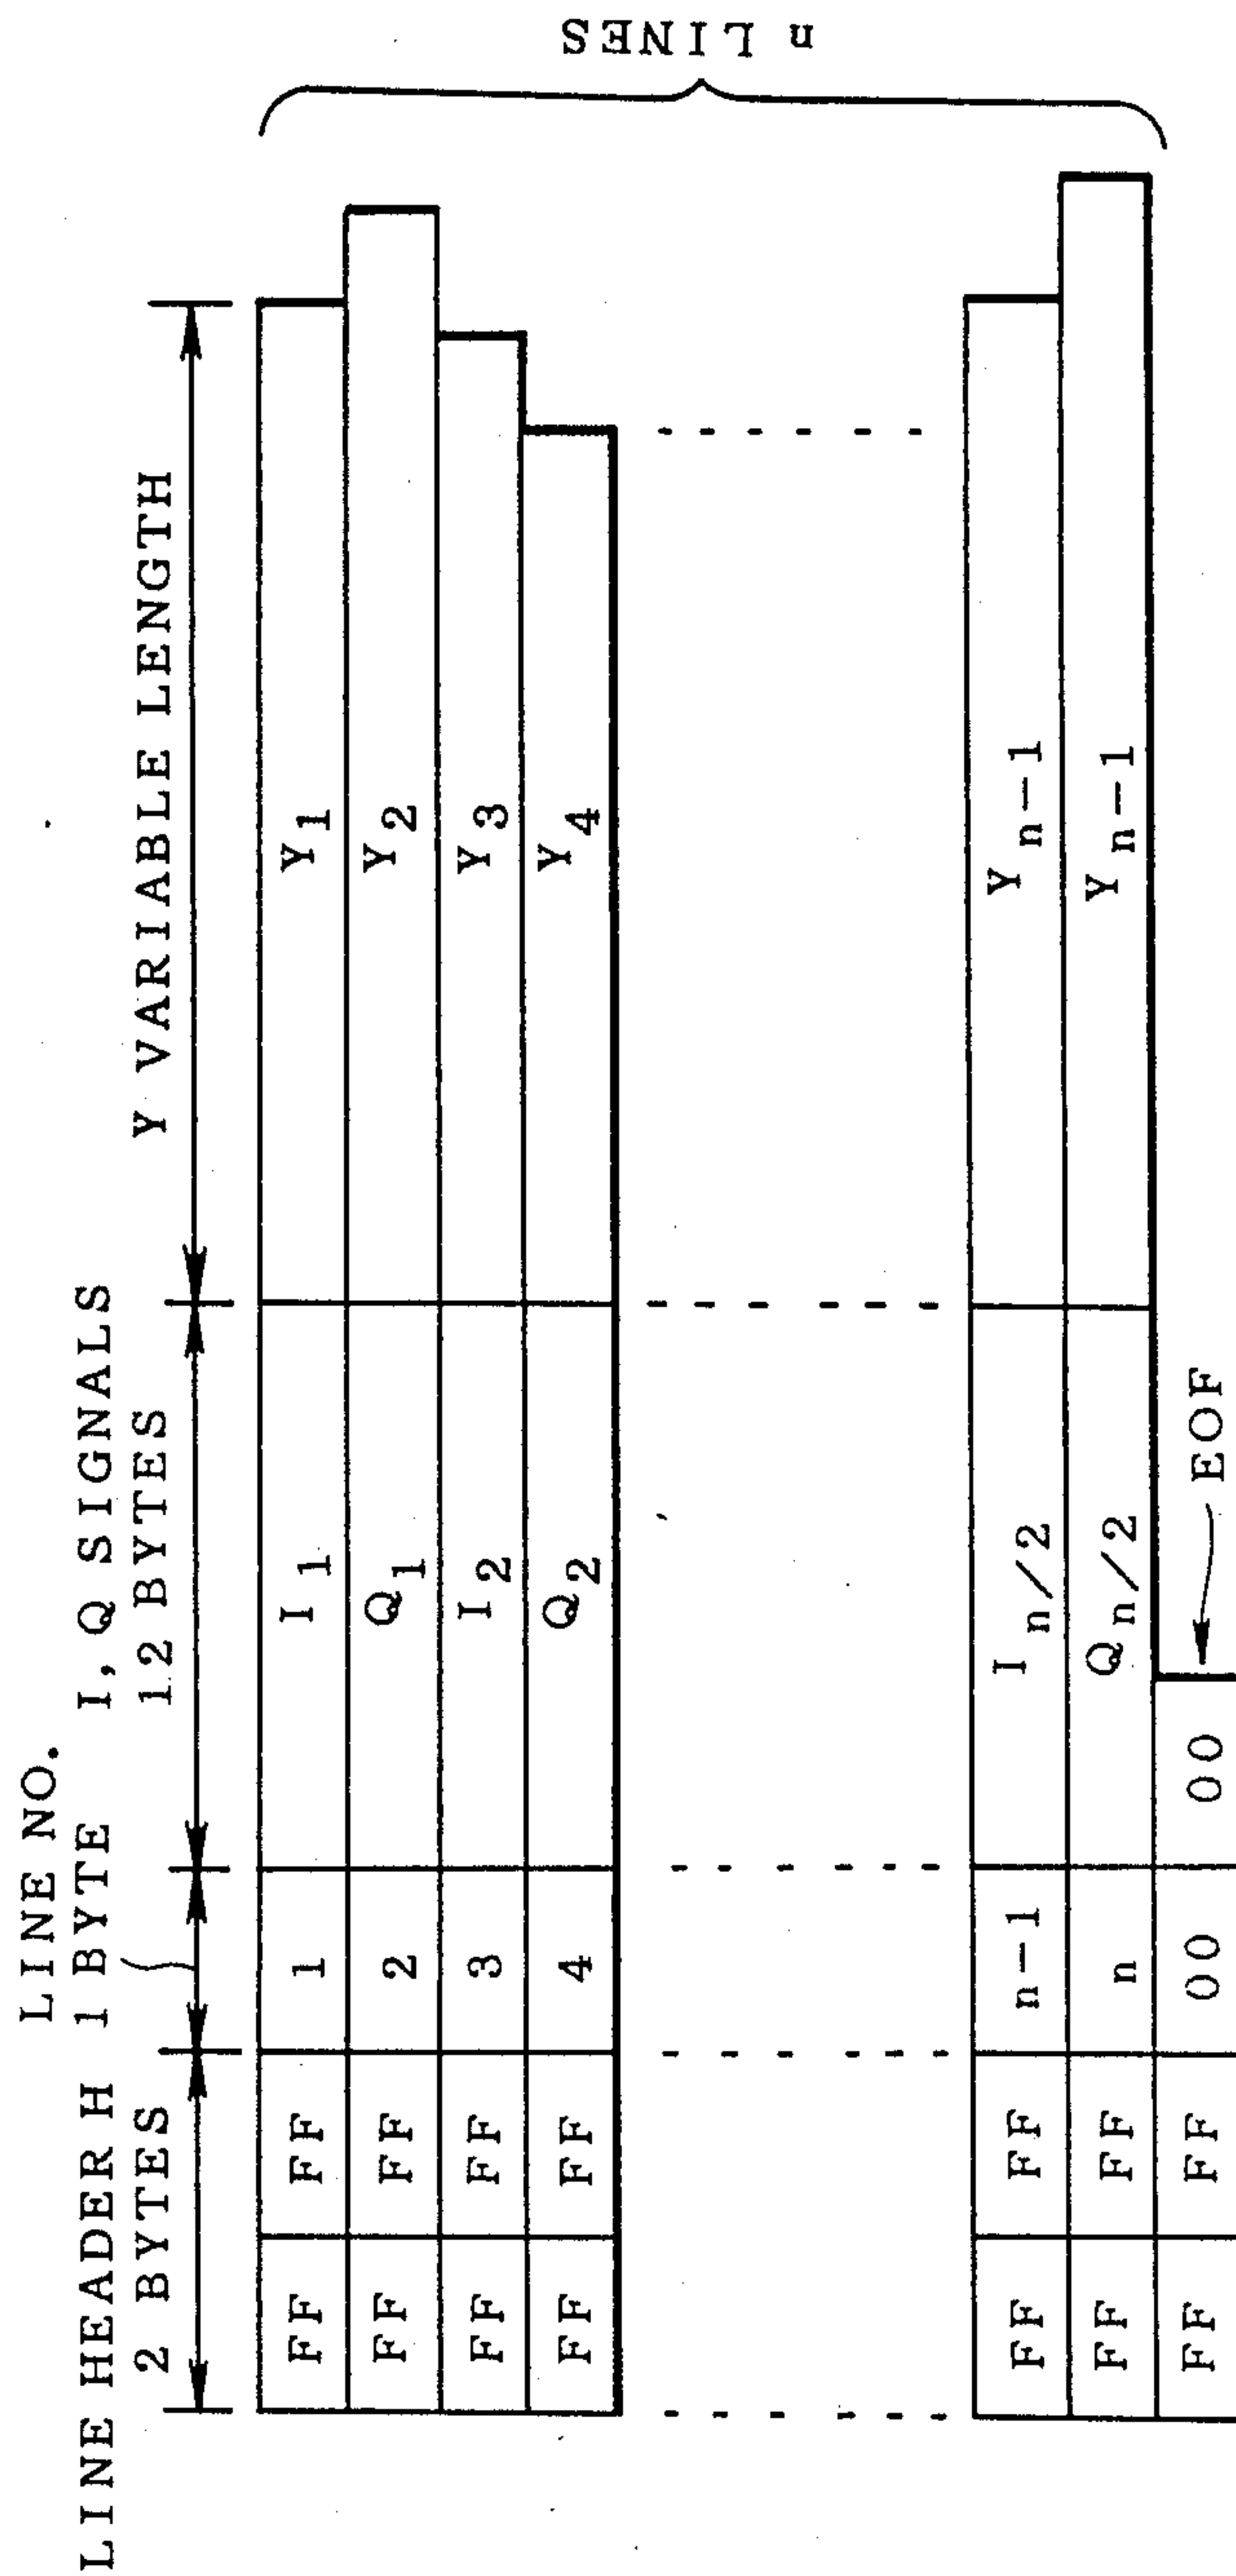 LINE NO.
LINE HEADER H 1 BYTE I, Q SIGNALS
2 BYTES 12 BYTES Y VARIABLE LENGTH
FF FF 1 I1 Y1
FF FF 2 Q1 Y2
FF FF 3 I2 Y3
FF FF 4 Q2 Y4
n LINES
FF FF n-1 In/2 Yn-1
FF FF n Qn/2 Yn-1
FF FF 00 00 EOF